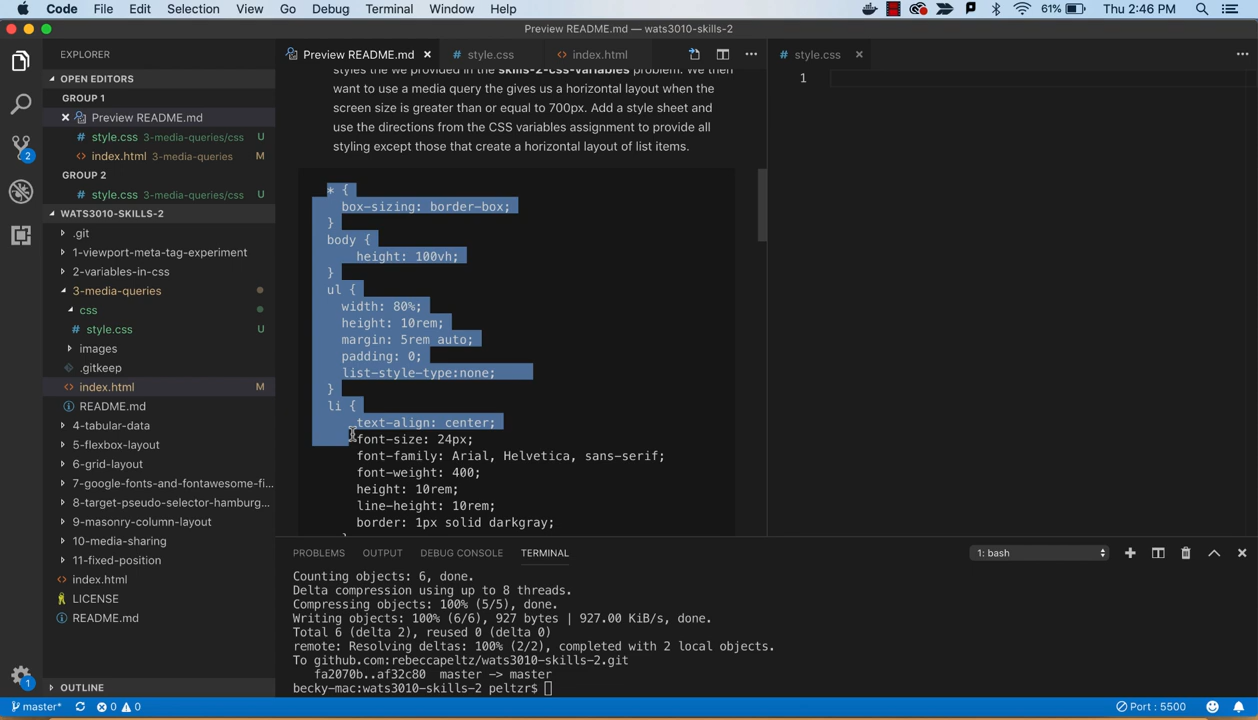 Code File Edit Selection View Go Debug Terminal Window Help 61% Thu 2:46 PM
Preview README.md — wats3010-skills-2
EXPLORER
OPEN EDITORS
GROUP 1
Preview README.md
style.css 3-media-queries/css U
index.html 3-media-queries M
GROUP 2
style.css 3-media-queries/css U
WATS3010-SKILLS-2
.git
1-viewport-meta-tag-experiment
2-variables-in-css
3-media-queries
css
style.css U
images
.gitkeep
index.html M
README.md
4-tabular-data
5-flexbox-layout
6-grid-layout
7-google-fonts-and-fontawesome-fi...
8-target-pseudo-selector-hamburg...
9-masonry-column-layout
10-media-sharing
11-fixed-position
index.html
LICENSE
README.md
OUTLINE
2
1
Preview README.md style.css index.html
styles the we provided in the skills-2-css-variables problem. We then
want to use a media query the gives us a horizontal layout when the
screen size is greater than or equal to 700px. Add a style sheet and
use the directions from the CSS variables assignment to provide all
styling except those that create a horizontal layout of list items.
* {
box-sizing: border-box;
}
body {
height: 100vh;
}
ul {
width: 80%;
height: 10rem;
margin: 5rem auto;
padding: 0;
list-style-type:none;
}
li {
text-align: center;
font-size: 24px;
font-family: Arial, Helvetica, sans-serif;
font-weight: 400;
height: 10rem;
line-height: 10rem;
border: 1px solid darkgray;
style.css
1
PROBLEMS OUTPUT DEBUG CONSOLE TERMINAL 1: bash
Counting objects: 6, done.
Delta compression using up to 8 threads.
Compressing objects: 100% (5/5), done.
Writing objects: 100% (6/6), 927 bytes | 927.00 KiB/s, done.
Total 6 (delta 2), reused 0 (delta 0)
remote: Resolving deltas: 100% (2/2), completed with 2 local objects.
To github.com:rebeccapeltz/wats3010-skills-2.git
fa2070b..af32c80 master -> master
becky-mac:wats3010-skills-2 peltzr$
master* 0 0 Port : 5500